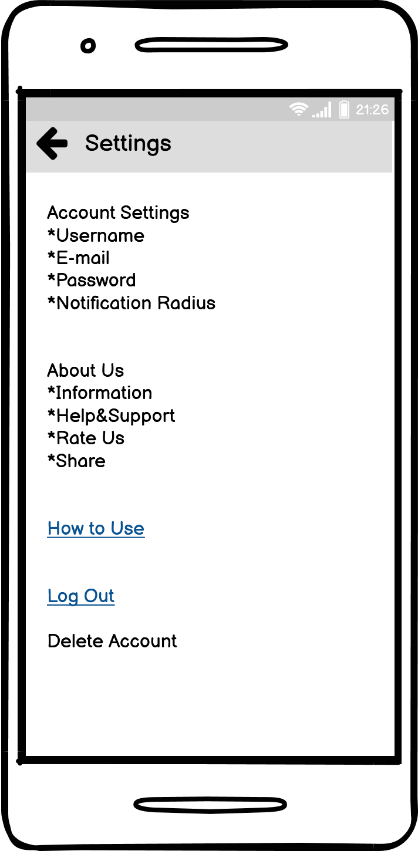 21:26
Settings
Account Settings
*Username
*E-mail
*Password
*Notification Radius
About Us
*Information
*Help&Support
*Rate Us
*Share
How to Use
Log Out
Delete Account